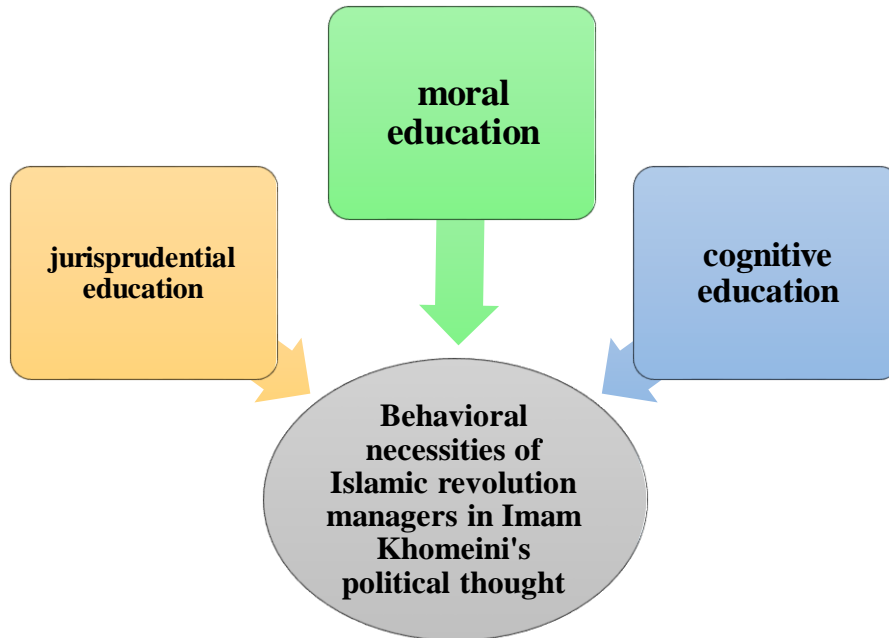 moral
education
jurisprudential
education
cognitive
education
Behavioral
necessities of
Islamic revolution
managers in Imam
Khomeini's
political thought